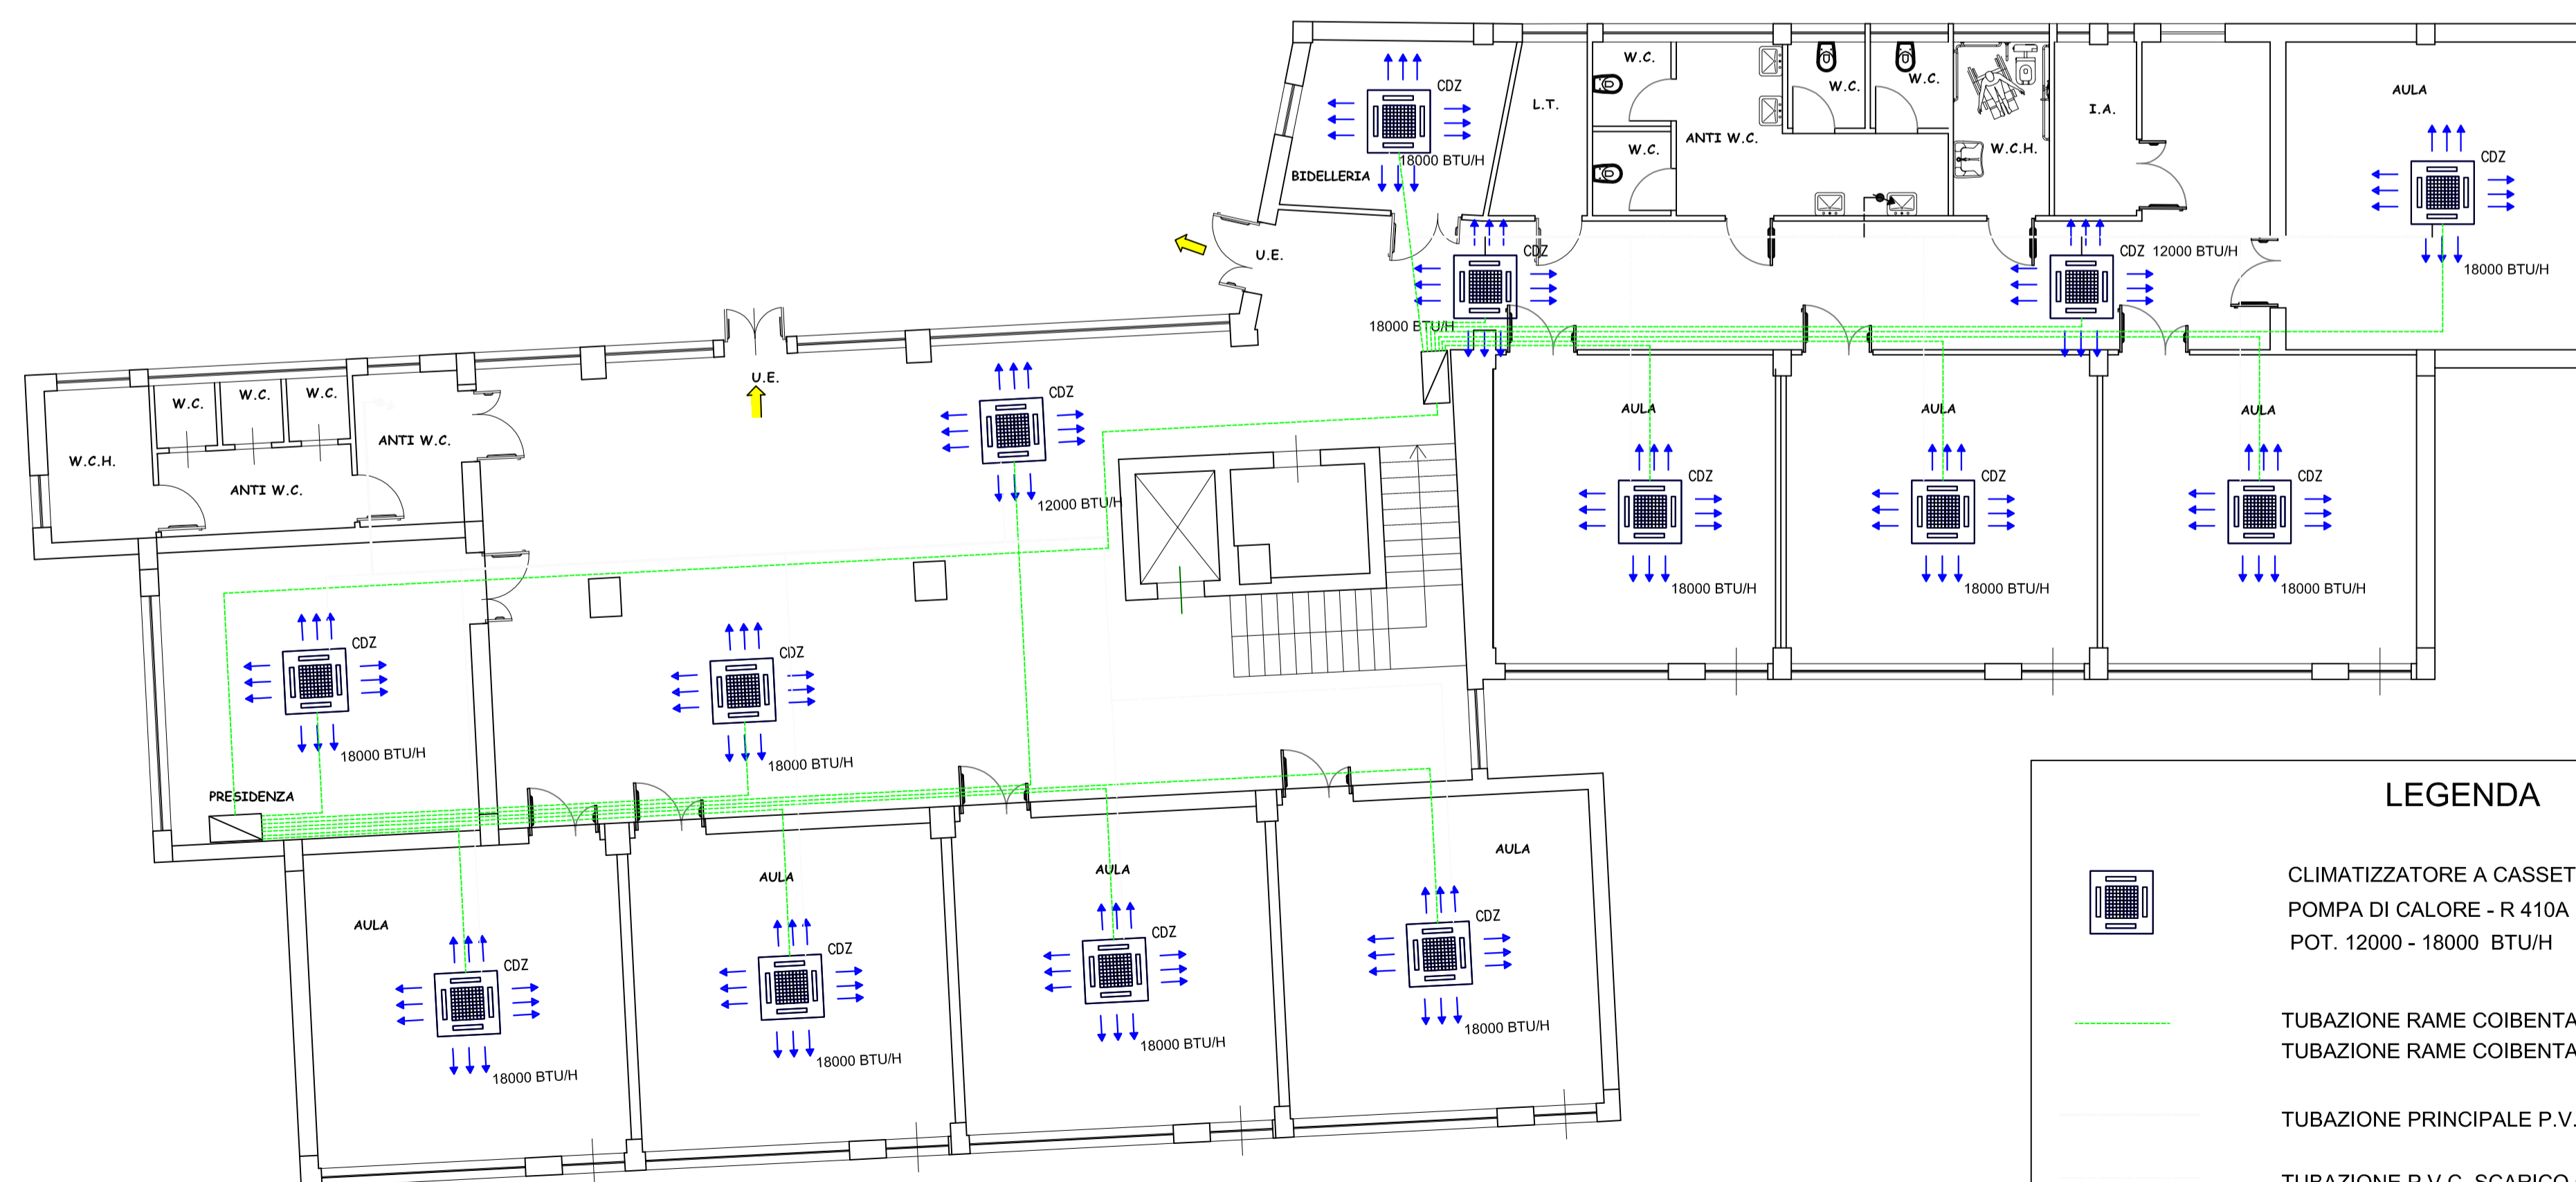 CDZ
18000 BTU/H
BIDELLERIA
L.T.
W.C.
W.C.
ANTI W.C.
W.C.
W.C.
W.C.H.
I.A.
AULA
CDZ
18000 BTU/H
U.E.
CDZ
18000 BTU/H
CDZ 12000 BTU/H
W.C.
W.C.
W.C.
W.C.H.
ANTI W.C.
ANTI W.C.
U.E.
CDZ
12000 BTU/H
AULA
CDZ
18000 BTU/H
AULA
CDZ
18000 BTU/H
AULA
CDZ
18000 BTU/H
CDZ
18000 BTU/H
PRESIDENZA
CDZ
18000 BTU/H
AULA
CDZ
18000 BTU/H
AULA
CDZ
18000 BTU/H
AULA
CDZ
18000 BTU/H
AULA
CDZ
18000 BTU/H
LEGENDA
CLIMATIZZATORE A CASSET
POMPA DI CALORE - R 410A
POT. 12000 - 18000 BTU/H
TUBAZIONE RAME COIBENTA
TUBAZIONE RAME COIBENTA
TUBAZIONE PRINCIPALE P.V.
TUBAZIONE P.V.C. SCARICO